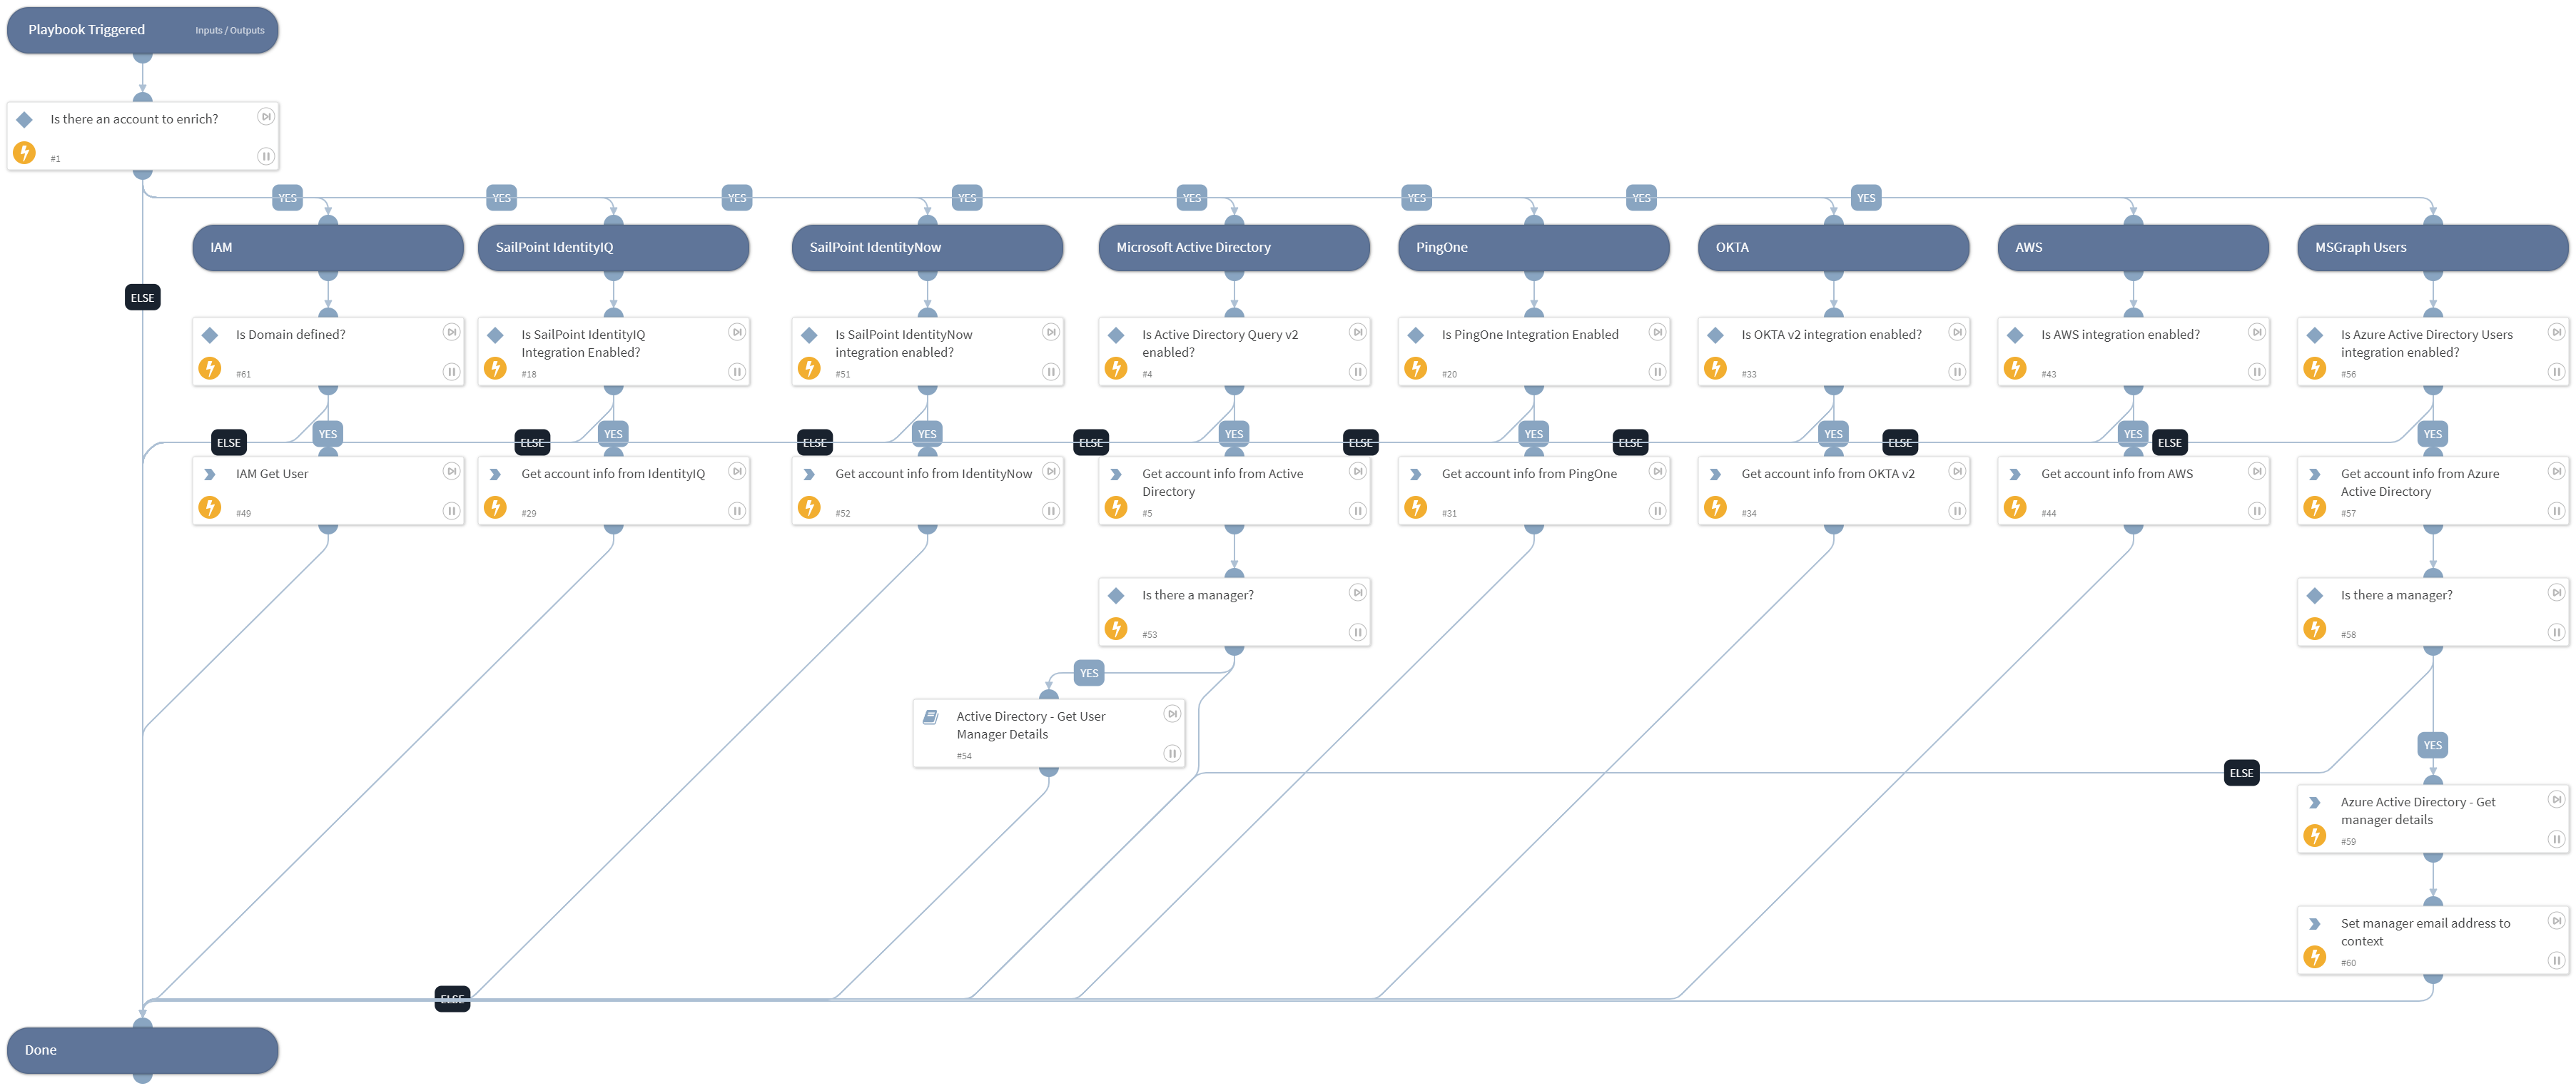 Playbook Triggered
Inputs / Outputs
Is there an account to enrich?
#1
YES
YES
YES
YES
YES
YES
YES
YES
IAM
SailPoint IdentityIQ
SailPoint IdentityNow
Microsoft Active Directory
PingOne
OKTA
AWS
MSGraph Users
ELSE
Is Domain defined?
#61
Is SailPoint IdentityIQ
Integration Enabled?
#18
Is SailPoint IdentityNow
integration enabled?
#51
Is Active Directory Query v2
enabled?
#4
Is PingOne Integration Enabled
#20
Is OKTA v2 integration enabled?
#33
Is AWS integration enabled?
#43
Is Azure Active Directory Users
integration enabled?
#56
ELSE
YES
ELSE
YES
ELSE
YES
ELSE
YES
ELSE
YES
ELSE
YES
ELSE
YES
ELSE
YES
IAM Get User
#49
Get account info from IdentityIQ
#29
Get account info from IdentityNow
#52
Get account info from Active
Directory
#5
Get account info from PingOne
#31
Get account info from OKTA v2
#34
Get account info from AWS
#44
Get account info from Azure
Active Directory
#57
Is there a manager?
#53
Is there a manager?
#58
YES
Active Directory - Get User
Manager Details
#54
YES
ELSE
Azure Active Directory - Get
manager details
#59
Set manager email address to
context
#60
ELSE
Done